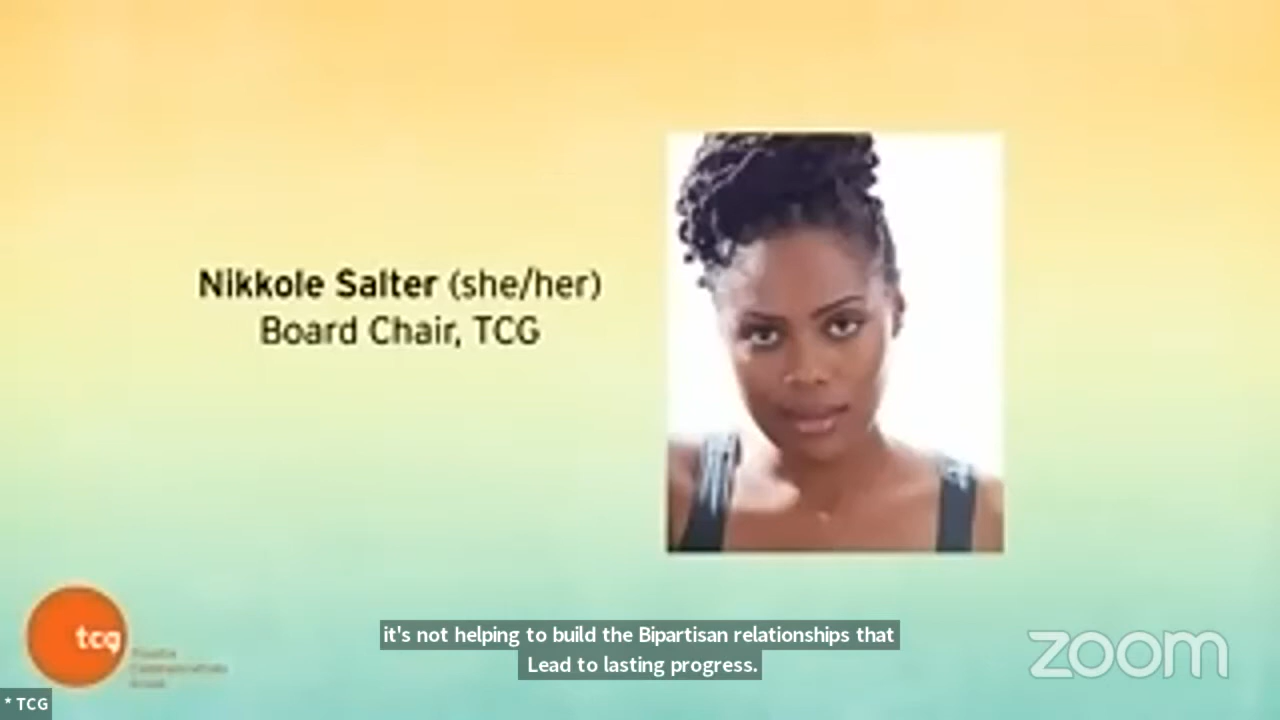 Nikkole Salter (she/her)
Board Chair, TCG
tcg
it's not helping to build the Bipartisan relationships that
Lead to lasting progress.
zoom
* TCG